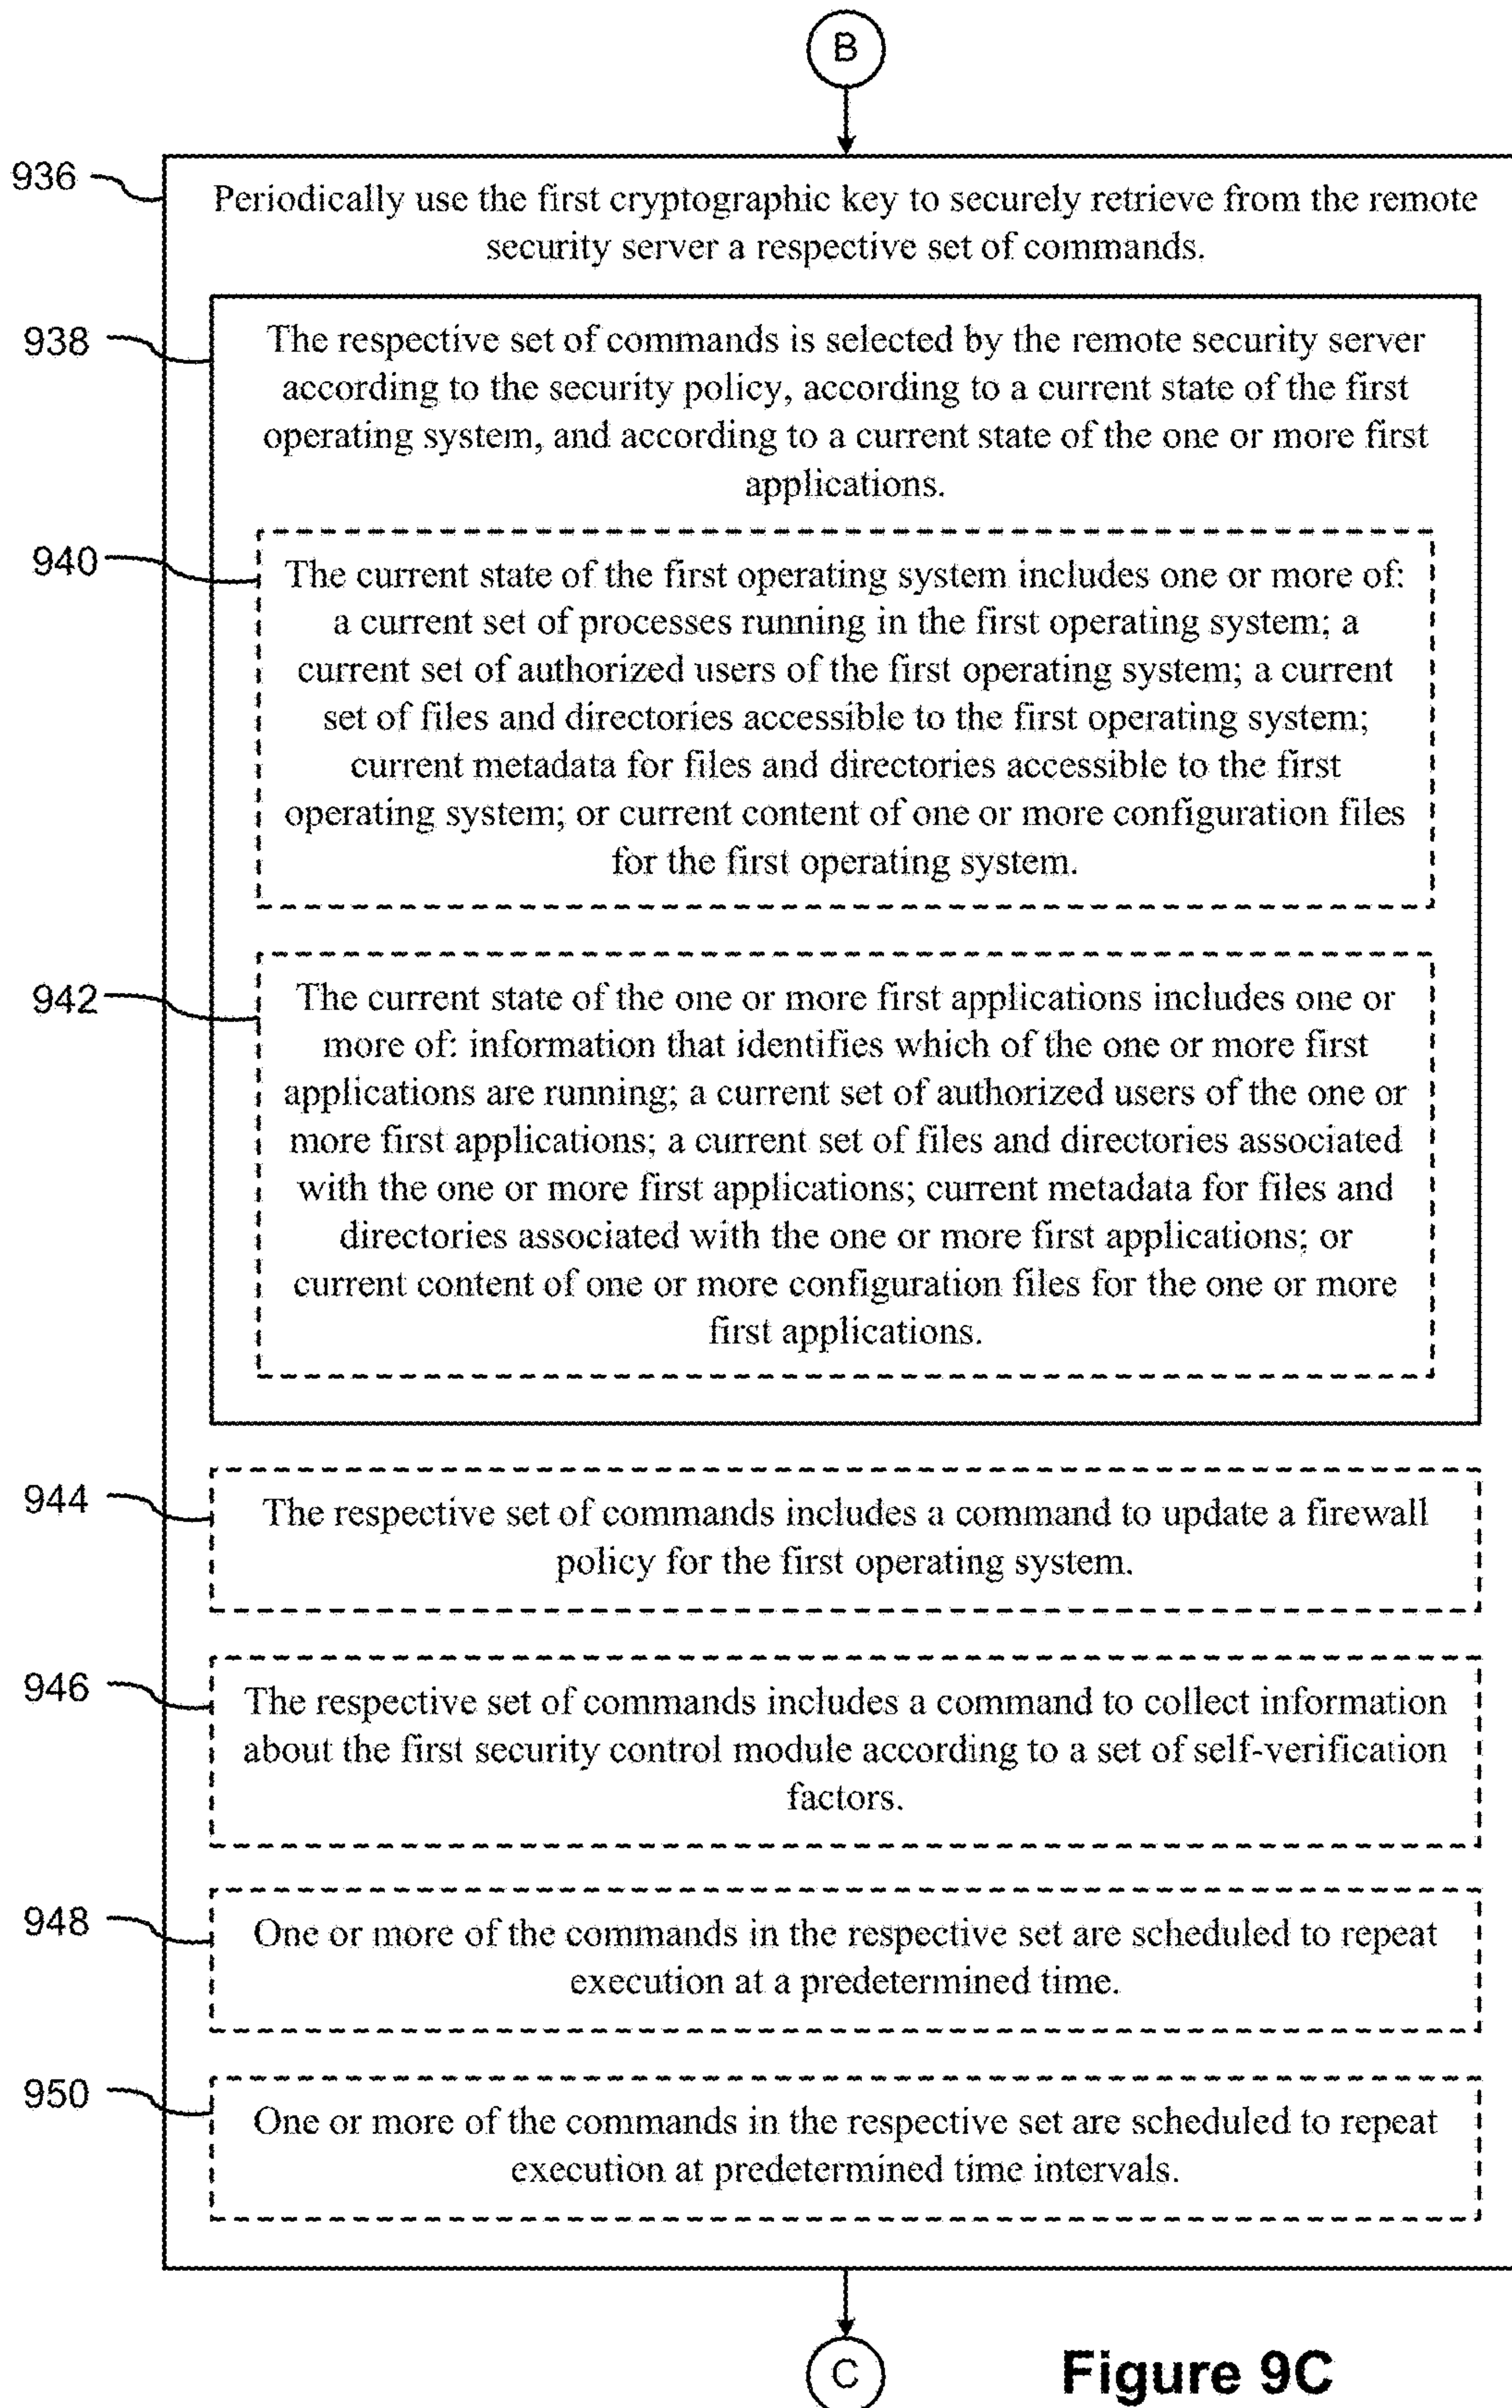 B
936
Periodically use the first cryptographic key to securely retrieve from the remote
security server a respective set of commands.
938
The respective set of commands is selected by the remote security server
according to the security policy, according to a current state of the first
operating system, and according to a current state of the one or more first
applications.
940
The current state of the first operating system includes one or more of:
a current set of processes running in the first operating system; a
current set of authorized users of the first operating system; a current
set of files and directories accessible to the first operating system;
current metadata for files and directories accessible to the first
operating system; or current content of one or more configuration files
for the first operating system.
942
The current state of the one or more first applications includes one or
more of: information that identifies which of the one or more first
applications are running; a current set of authorized users of the one or
more first applications; a current set of files and directories associated
with the one or more first applications; current metadata for files and
directories associated with the one or more first applications; or
current content of one or more configuration files for the one or more
first applications.
944
The respective set of commands includes a command to update a firewall
policy for the first operating system.
946
The respective set of commands includes a command to collect information
about the first security control module according to a set of self-verification
factors.
948
One or more of the commands in the respective set are scheduled to repeat
execution at a predetermined time.
950
One or more of the commands in the respective set are scheduled to repeat
execution at predetermined time intervals.
C
Figure 9C